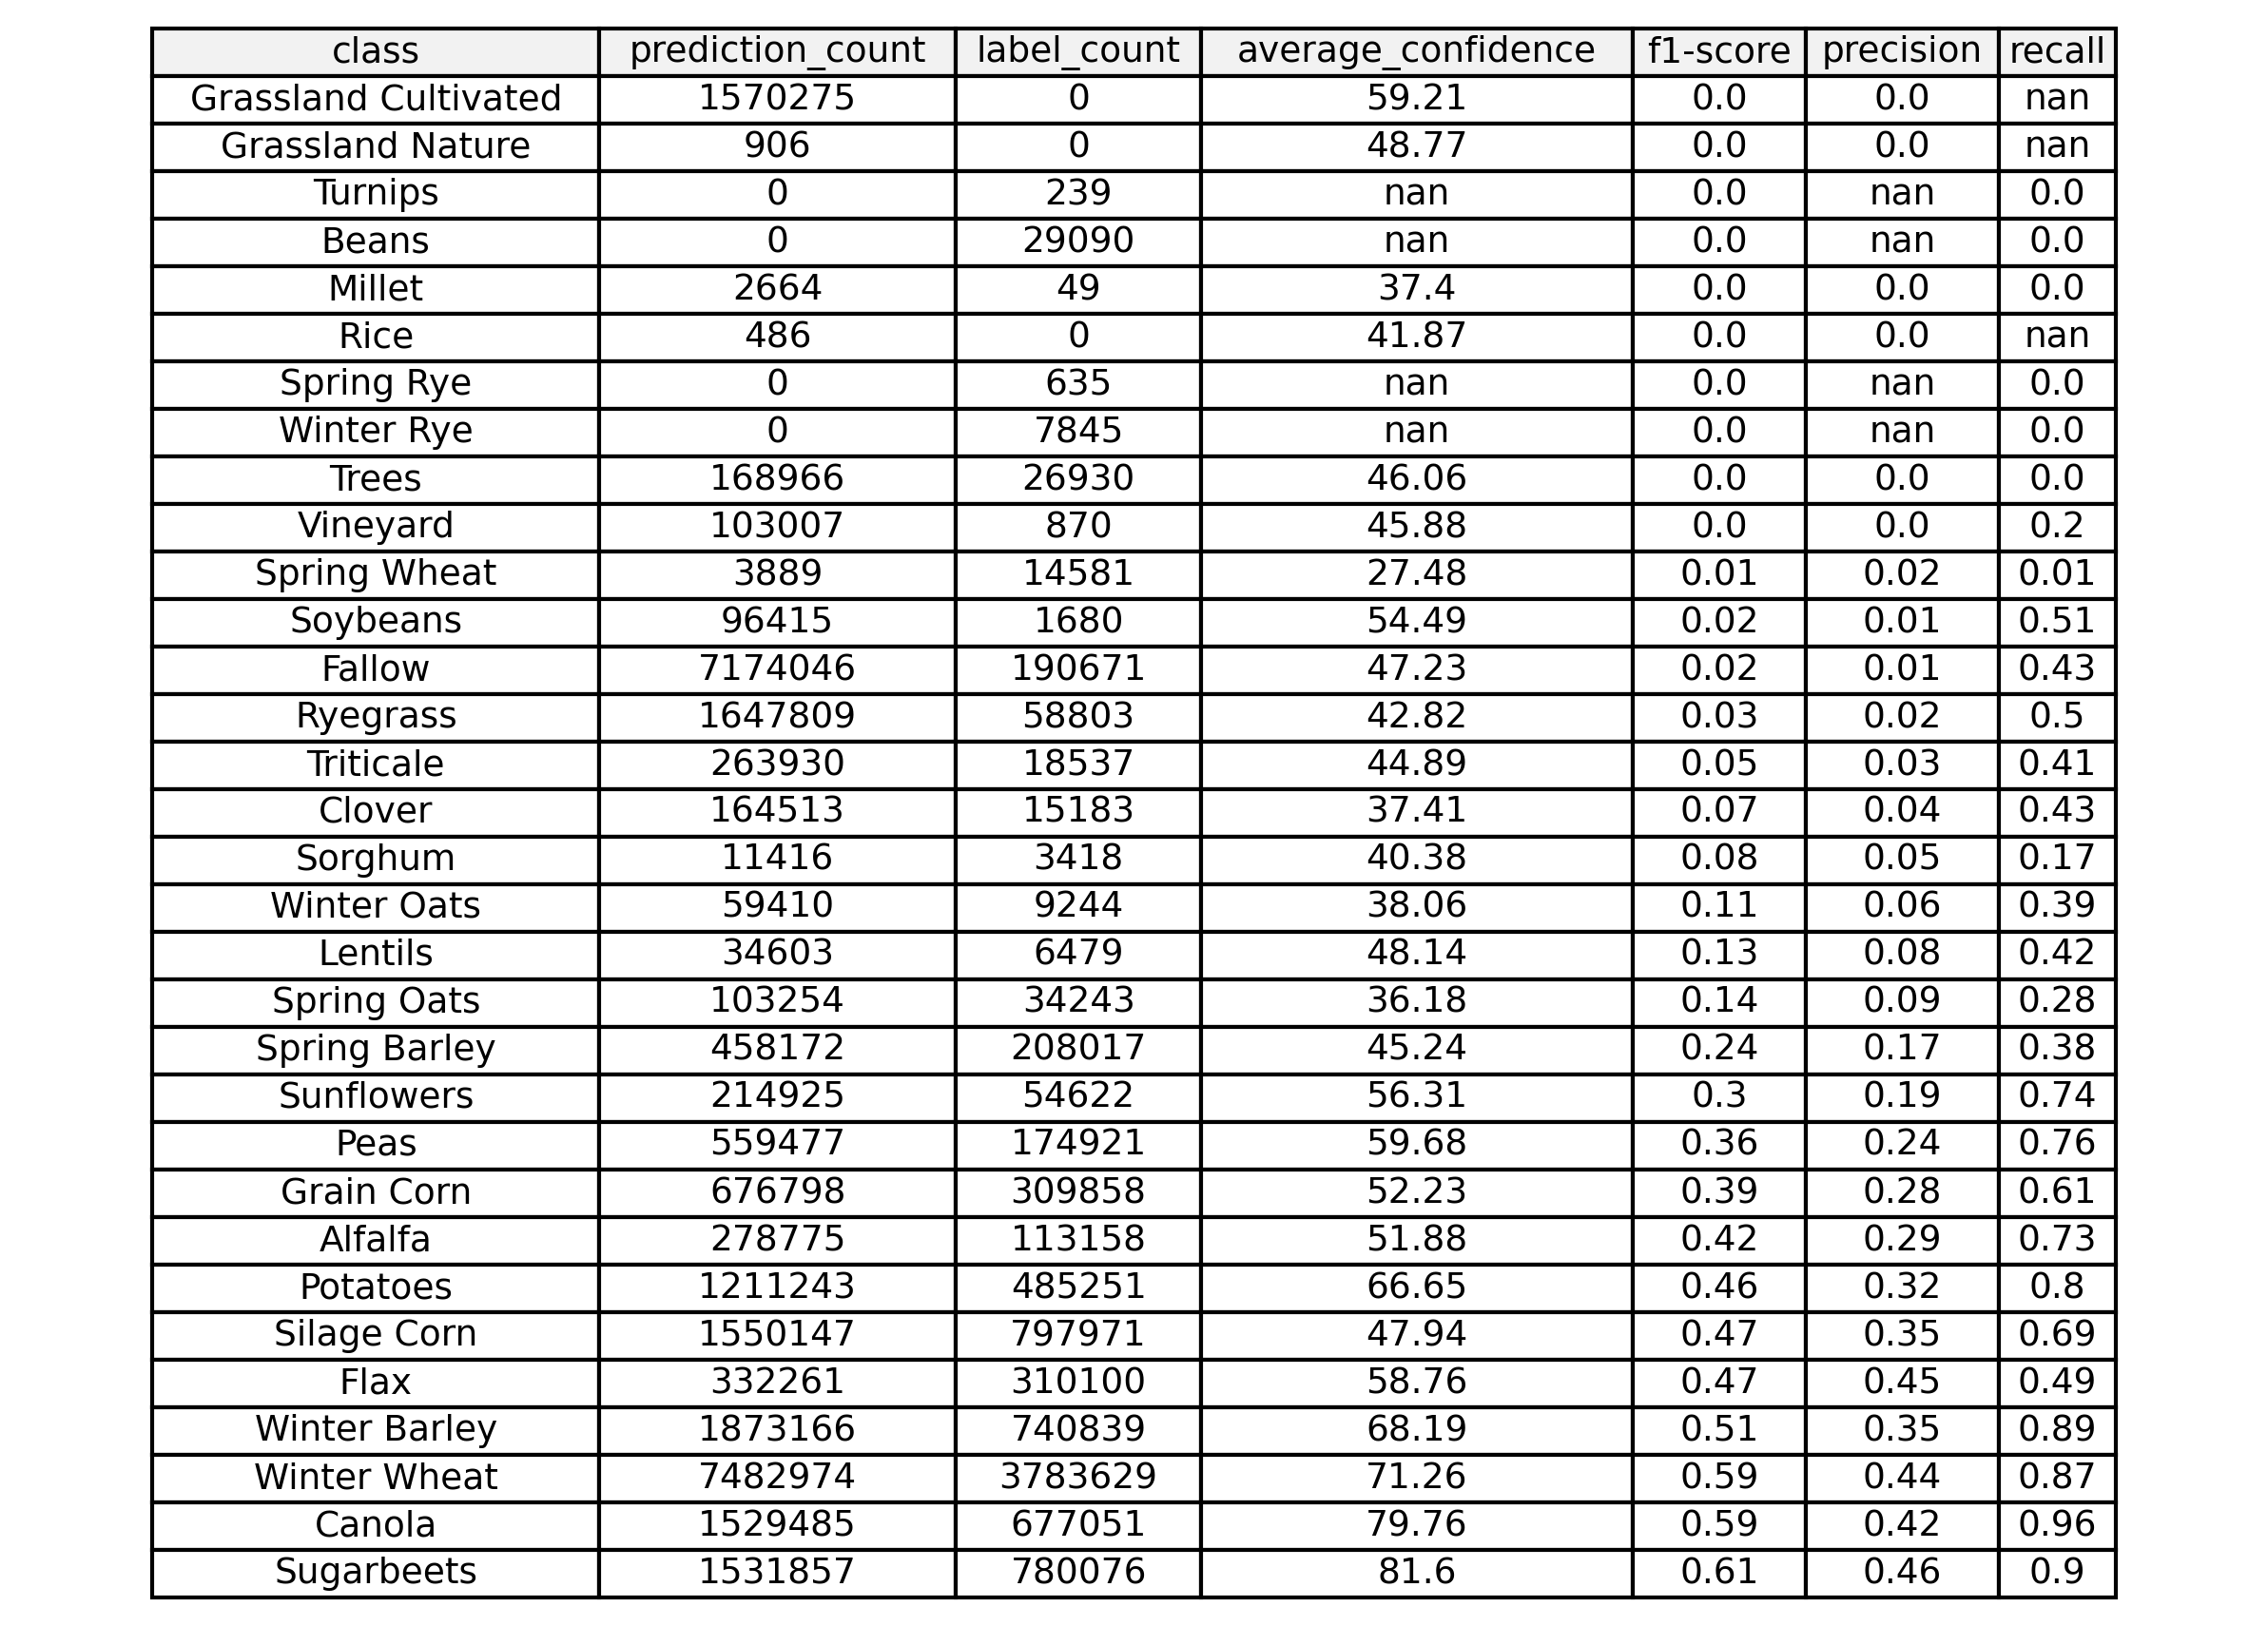 class prediction_count label_count average_confidence f1-score precision recall
Grassland Cultivated 1570275 0 59.21 0.0 0.0 nan
Grassland Nature 906 0 48.77 0.0 0.0 nan
Turnips 0 239 nan 0.0 nan 0.0
Beans 0 29090 nan 0.0 nan 0.0
Millet 2664 49 37.4 0.0 0.0 0.0
Rice 486 0 41.87 0.0 0.0 nan
Spring Rye 0 635 nan 0.0 nan 0.0
Winter Rye 0 7845 nan 0.0 nan 0.0
Trees 168966 26930 46.06 0.0 0.0 0.0
Vineyard 103007 870 45.88 0.0 0.0 0.2
Spring Wheat 3889 14581 27.48 0.01 0.02 0.01
Soybeans 96415 1680 54.49 0.02 0.01 0.51
Fallow 7174046 190671 47.23 0.02 0.01 0.43
Ryegrass 1647809 58803 42.82 0.03 0.02 0.5
Triticale 263930 18537 44.89 0.05 0.03 0.41
Clover 164513 15183 37.41 0.07 0.04 0.43
Sorghum 11416 3418 40.38 0.08 0.05 0.17
Winter Oats 59410 9244 38.06 0.11 0.06 0.39
Lentils 34603 6479 48.14 0.13 0.08 0.42
Spring Oats 103254 34243 36.18 0.14 0.09 0.28
Spring Barley 458172 208017 45.24 0.24 0.17 0.38
Sunflowers 214925 54622 56.31 0.3 0.19 0.74
Peas 559477 174921 59.68 0.36 0.24 0.76
Grain Corn 676798 309858 52.23 0.39 0.28 0.61
Alfalfa 278775 113158 51.88 0.42 0.29 0.73
Potatoes 1211243 485251 66.65 0.46 0.32 0.8
Silage Corn 1550147 797971 47.94 0.47 0.35 0.69
Flax 332261 310100 58.76 0.47 0.45 0.49
Winter Barley 1873166 740839 68.19 0.51 0.35 0.89
Winter Wheat 7482974 3783629 71.26 0.59 0.44 0.87
Canola 1529485 677051 79.76 0.59 0.42 0.96
Sugarbeets 1531857 780076 81.6 0.61 0.46 0.9